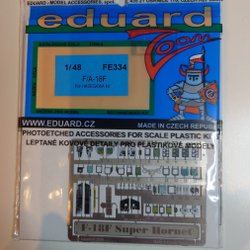 EDUARD - MODEL ACCESSORIES, spol.
eduard
Zoom
1/48 FE334
F/A-18F
WWW.EDUARD.CZ
MADE IN CZECH REPUBLIC
PHOTOETCHED ACCESSORIES FOR SCALE PLASTIC KITS
LEPTANÉ KOVOVÉ DETAILY PRO PLASTIKOVÉ MODELY
F-18F Super Hornet